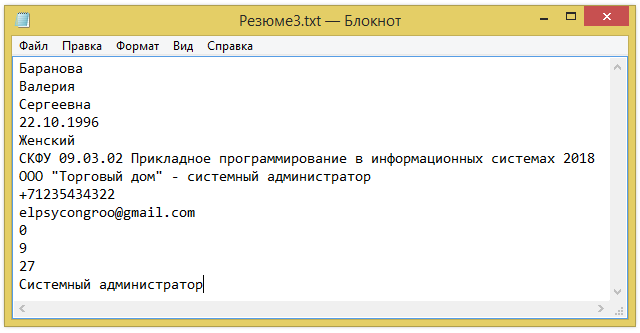 Резюме3.txt — Блокнот
Файл Правка Формат Вид Справка
Баранова
Валерия
Сергеевна
22.10.1996
Женский
СКФУ 09.03.02 Прикладное программирование в информационных системах 2018
ООО "Торговый дом" - системный администратор
+71235434322
elpsycongroo@gmail.com
0
9
27
Системный администратор